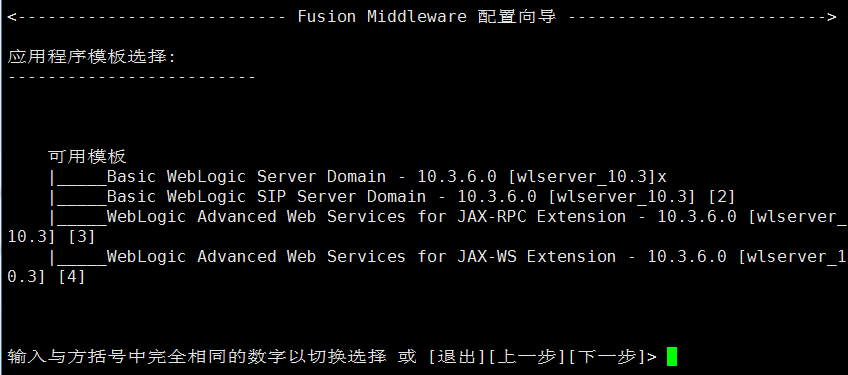 <--------------------------- Fusion Middleware 配置向导 -------------------------->
应用程序模板选择:
-------------------------
可用模板
|_____Basic WebLogic Server Domain - 10.3.6.0 [wlserver_10.3]x
|_____Basic WebLogic SIP Server Domain - 10.3.6.0 [wlserver_10.3] [2]
|_____WebLogic Advanced Web Services for JAX-RPC Extension - 10.3.6.0 [wlserver_
10.3] [3]
|_____WebLogic Advanced Web Services for JAX-WS Extension - 10.3.6.0 [wlserver_1
0.3] [4]
输入与方括号中完全相同的数字以切换选择 或 [退出][上一步][下一步]>